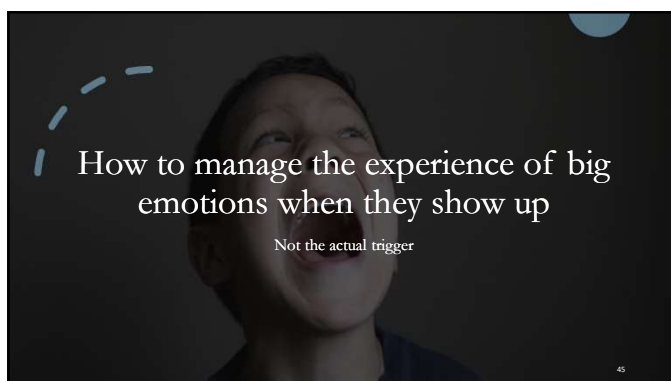 How to manage the experience of big
emotions when they show up
Not the actual trigger
45